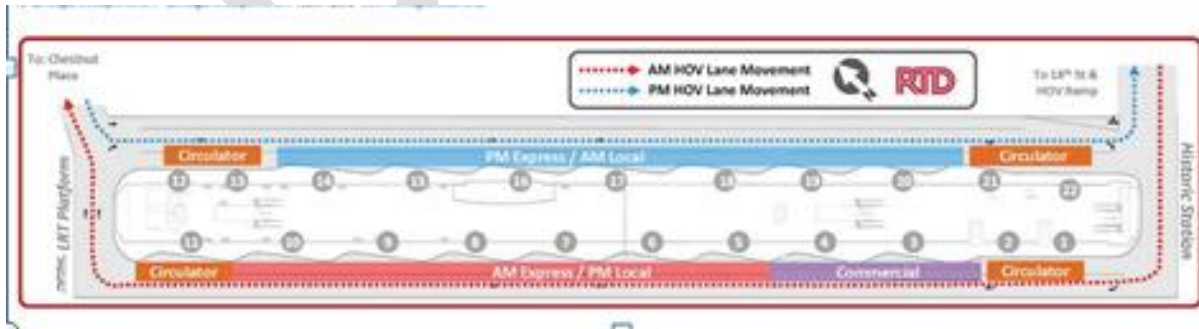 To: Chestnut
Place
AM HOV Lane Movement
PM HOV Lane Movement
N
RTD
To 18th St &
HOV Ramp
Circulator
PM Express / AM Local
Circulator
12
13
14
15
16
17
18
19
20
21
22
LRT Platform
Historic Station
11
10
9
8
7
6
5
4
3
2
1
Circulator
AM Express / PM Local
Commercial
Circulator